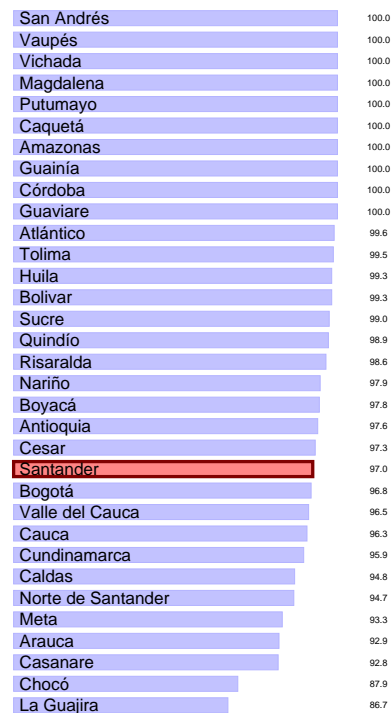 San Andrés 100.0
Vaupés 100.0
Vichada 100.0
Magdalena 100.0
Putumayo 100.0
Caquetá 100.0
Amazonas 100.0
Guainía 100.0
Córdoba 100.0
Guaviare 100.0
Atlántico 99.6
Tolima 99.5
Huila 99.3
Bolivar 99.3
Sucre 99.0
Quindío 98.9
Risaralda 98.6
Nariño 97.9
Boyacá 97.8
Antioquia 97.6
Cesar 97.3
Santander 97.0
Bogotá 96.8
Valle del Cauca 96.5
Cauca 96.3
Cundinamarca 95.9
Caldas 94.8
Norte de Santander 94.7
Meta 93.3
Arauca 92.9
Casanare 92.8
Chocó 87.9
La Guajira 86.7